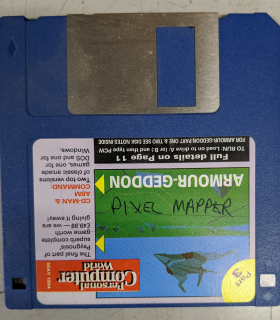 Personal
Computer
World
Part
3
The final part of
Psygnosis'
superb complete
game worth
£44.99 – we are
giving it away!
CD-MAN &
ABM
COMMAND:
Two top versions
of classic arcade
games, one for
DOS and one for
Windows.
PIXEL MAPPER
ARMOUR-GEDDON
Full details on Page 11
TO RUN: Load on to drive A: or B: and then type PCW
FOR ARMOUR-GEDDON PART ONE & TWO SEE DISK NOTES INSIDE